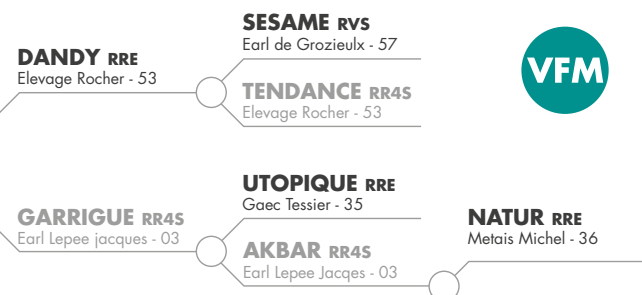 SESAME RVS
Earl de Grozieulx - 57
DANDY RRE
Elevage Rocher - 53
VFM
TENDANCE RR4S
Elevage Rocher - 53
UTOPIQUE RRE
Gaec Tessier - 35
GARRIGUE RR4S
Earl Lepee jacques - 03
NATUR RRE
Metais Michel - 36
AKBAR RR4S
Earl Lepee Jacqes - 03